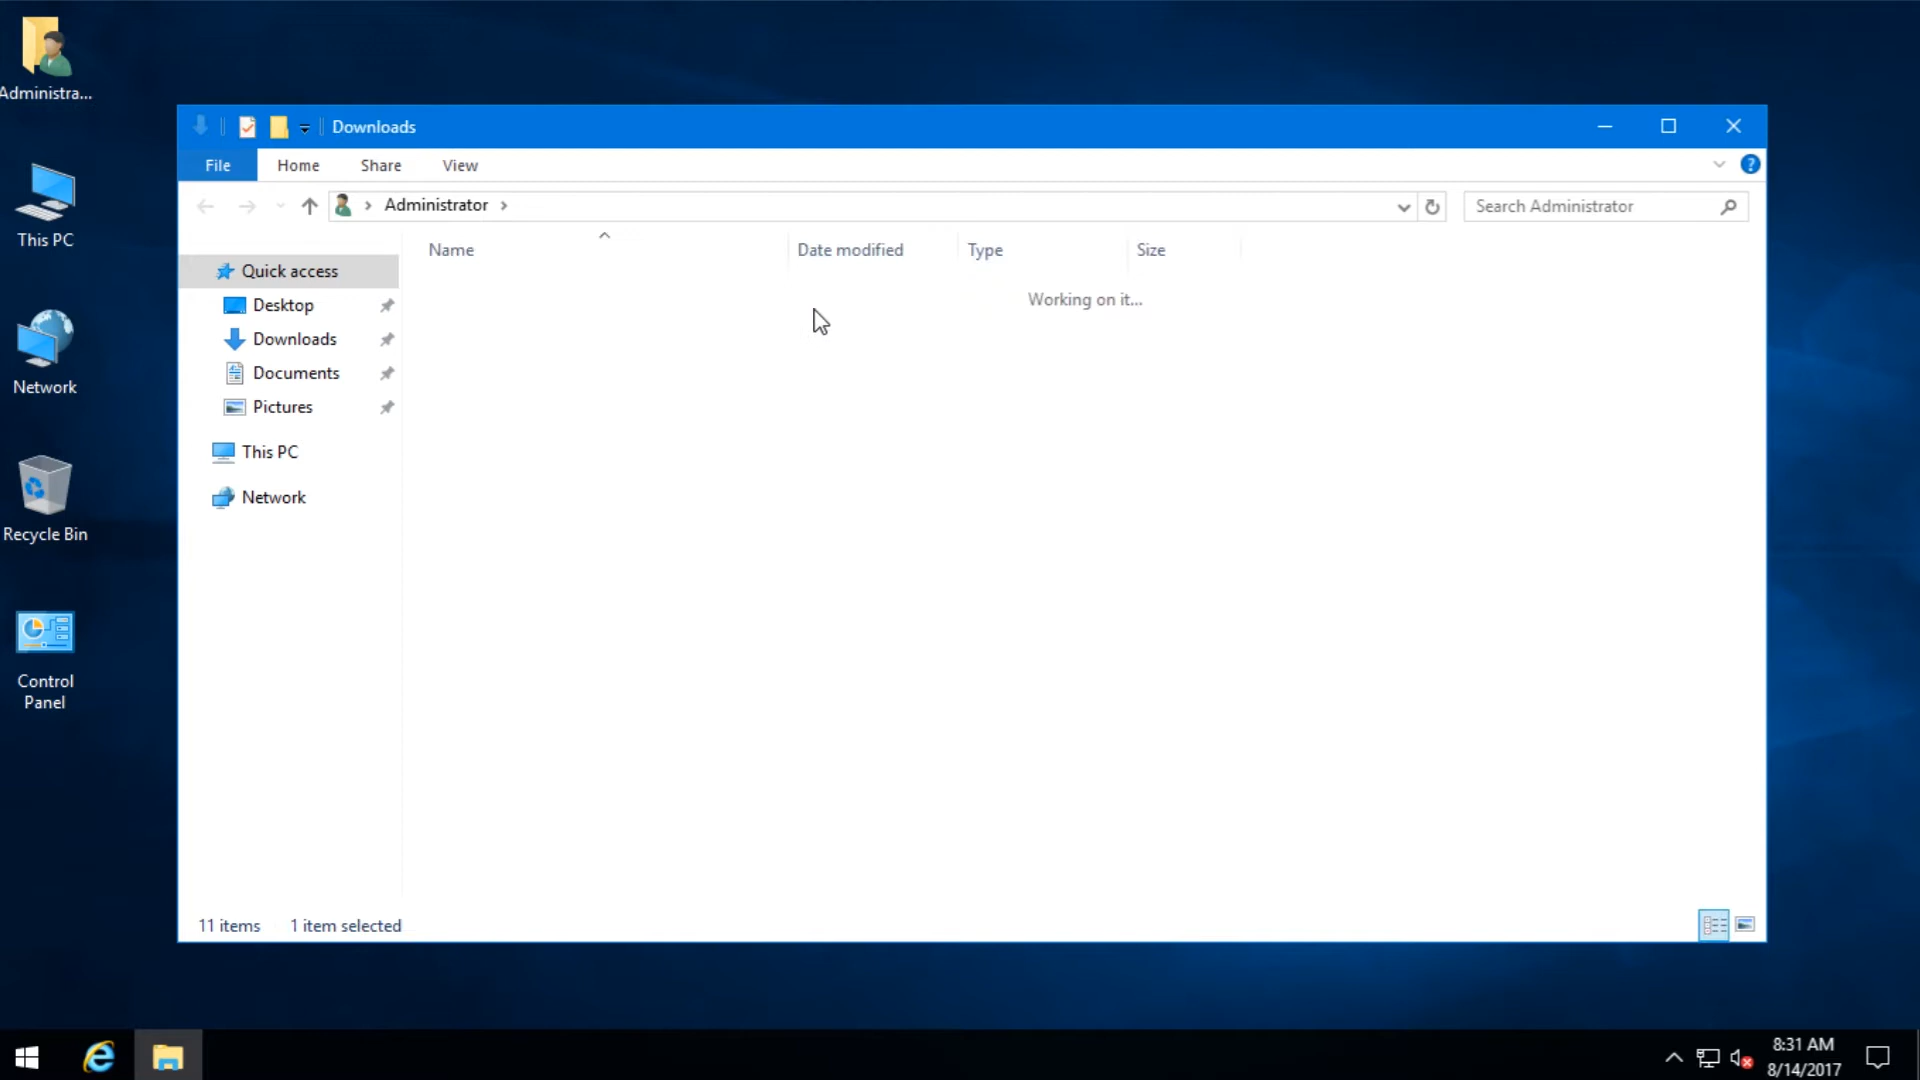 Administra...
This PC
Network
Recycle Bin
Control
Panel
Downloads
File Home Share View
Administrator
Search Administrator
Name Date modified Type Size
Working on it...
Quick access
Desktop
Downloads
Documents
Pictures
This PC
Network
11 items 1 item selected
8:31 AM
8/14/2017